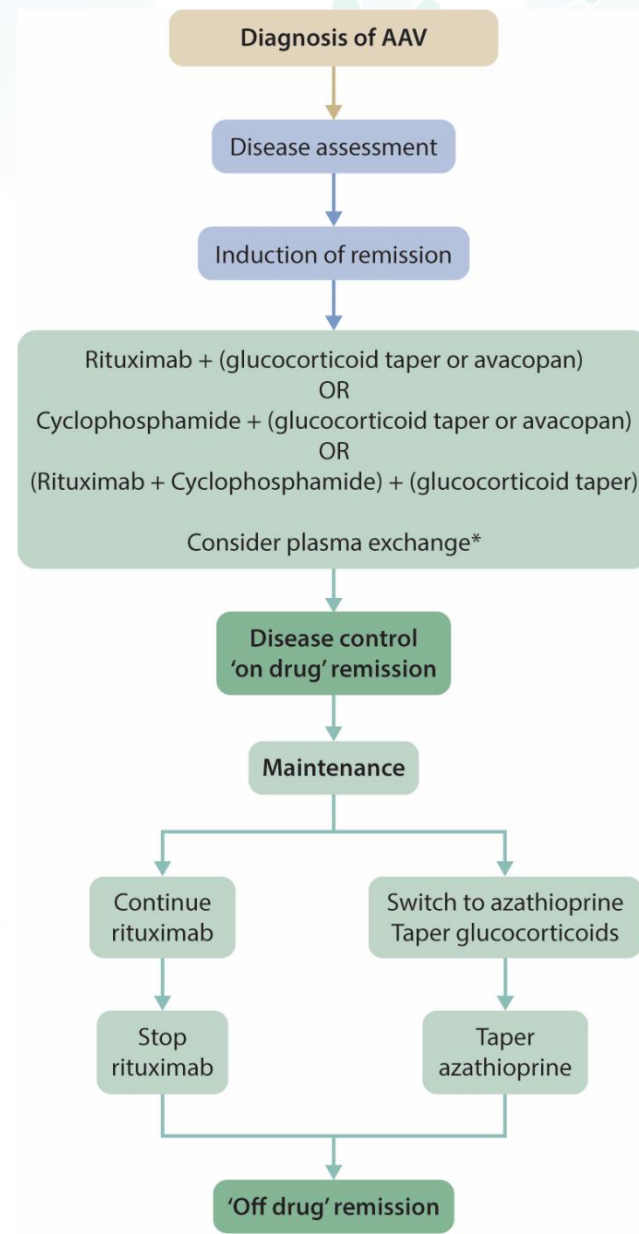 Diagnosis of AAV
Disease assessment
Induction of remission
Rituximab + (glucocorticoid taper or avacopan)
OR
Cyclophosphamide + (glucocorticoid taper or avacopan)
OR
(Rituximab + Cyclophosphamide) + (glucocorticoid taper)
Consider plasma exchange*
Disease control
‘on drug’ remission
Maintenance
Continue
rituximab
Switch to azathioprine
Taper glucocorticoids
Stop
rituximab
Taper
azathioprine
‘Off drug’ remission